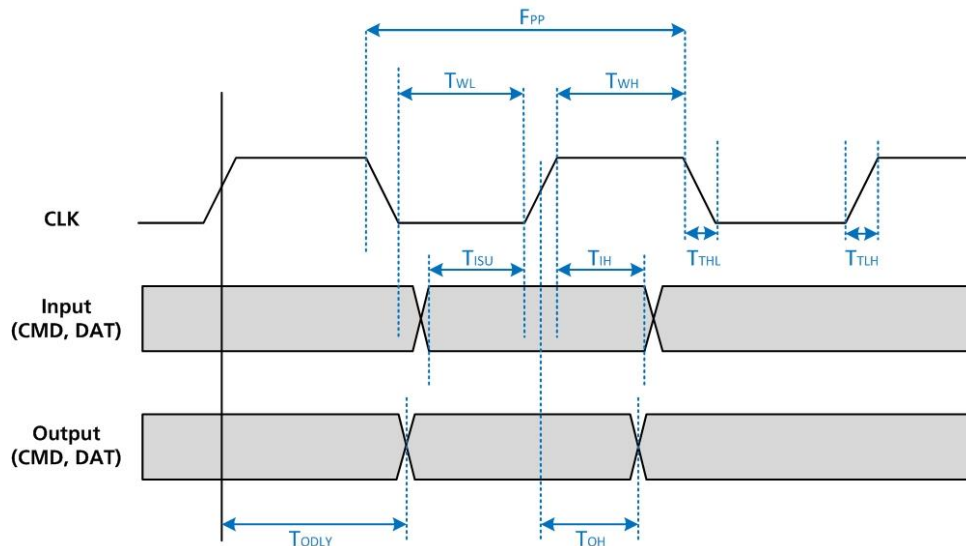 FPP
TWL
TWH
CLK
TISU
TIH
TTHL
TTLH
Input
(CMD, DAT)
Output
(CMD, DAT)
TODLY
TOH